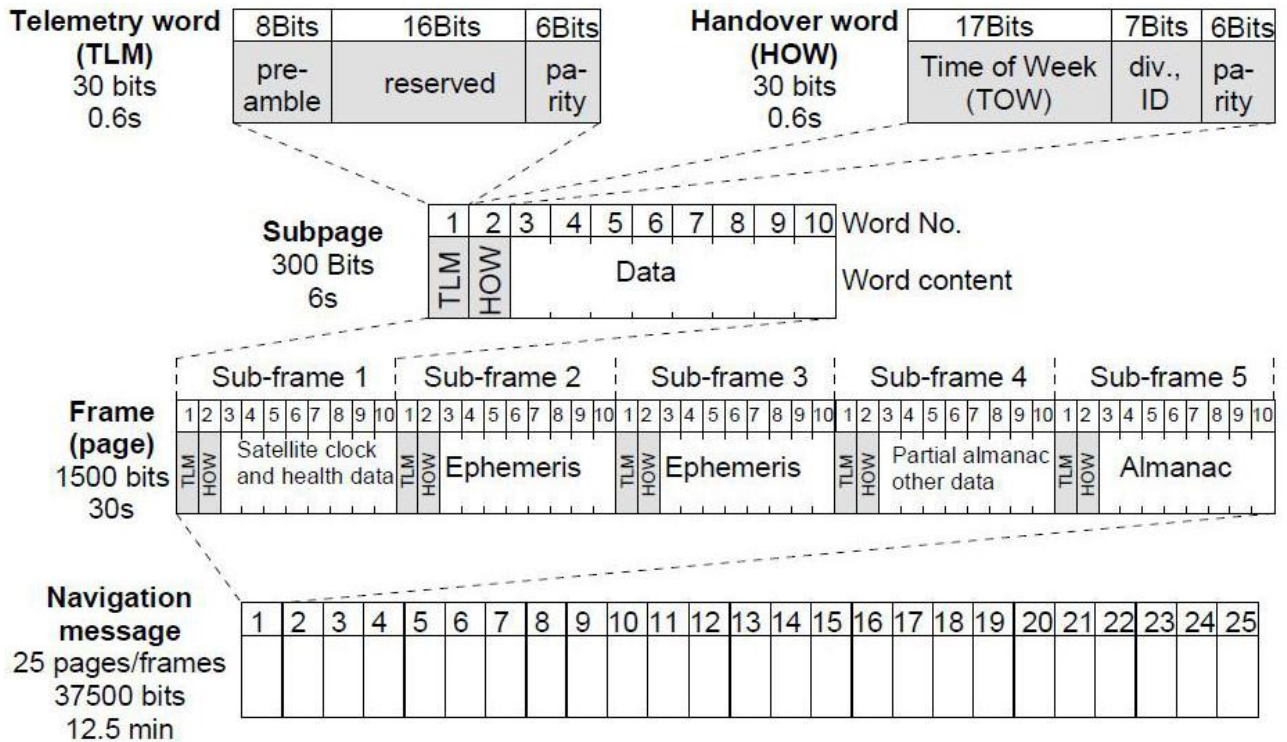 Telemetry word
(TLM)
30 bits
0.6s
8Bits 16Bits 6Bits
pre-
amble
reserved
pa-
rity
Handover word
(HOW)
30 bits
0.6s
17Bits 7Bits 6Bits
Time of Week
(TOW)
div.,
ID
pa-
rity
Subpage
300 Bits
6s
1 2 3 4 5 6 7 8 9 10 Word No.
TLM HOW Data Word content
Sub-frame 1 Sub-frame 2 Sub-frame 3 Sub-frame 4 Sub-frame 5
Frame
(page)
1500 bits
30s
1 2 3 4 5 6 7 8 9 10 1 2 3 4 5 6 7 8 9 10 1 2 3 4 5 6 7 8 9 10 1 2 3 4 5 6 7 8 9 10 1 2 3 4 5 6 7 8 9 10
TLM HOW
Satellite clock
and health data
TLM HOW Ephemeris
TLM HOW Ephemeris
TLM HOW
Partial almanac
other data
TLM HOW Almanac
Navigation
message
25 pages/frames
37500 bits
12.5 min
1 2 3 4 5 6 7 8 9 10 11 12 13 14 15 16 17 18 19 20 21 22 23 24 25